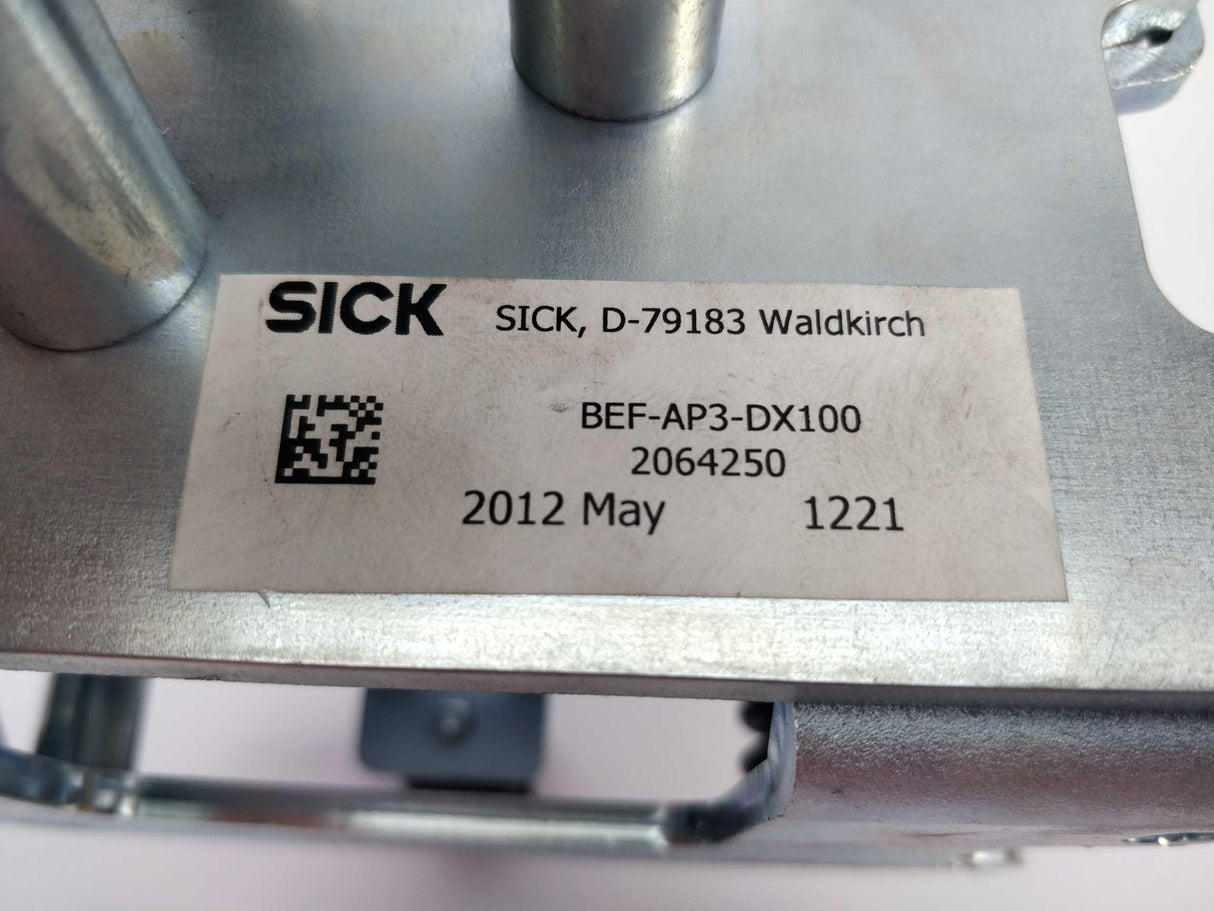 SICK SICK, D-79183 Waldkirch
BEF-AP3-DX100
2064250
2012 May 1221